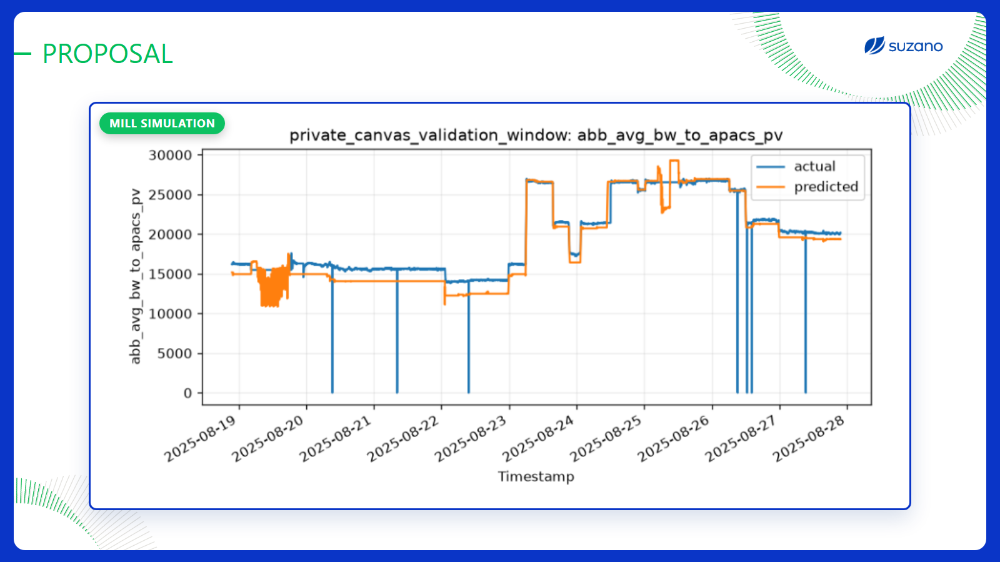 PROPOSAL
suzano
MILL SIMULATION
private_canvas_validation_window: abb_avg_bw_to_apacs_pv
actual
predicted
abb_avg_bw_to_apacs_pv
30000
25000
20000
15000
10000
5000
0
2025-08-19
2025-08-20
2025-08-21
2025-08-22
2025-08-23
2025-08-24
2025-08-25
2025-08-26
2025-08-27
2025-08-28
Timestamp